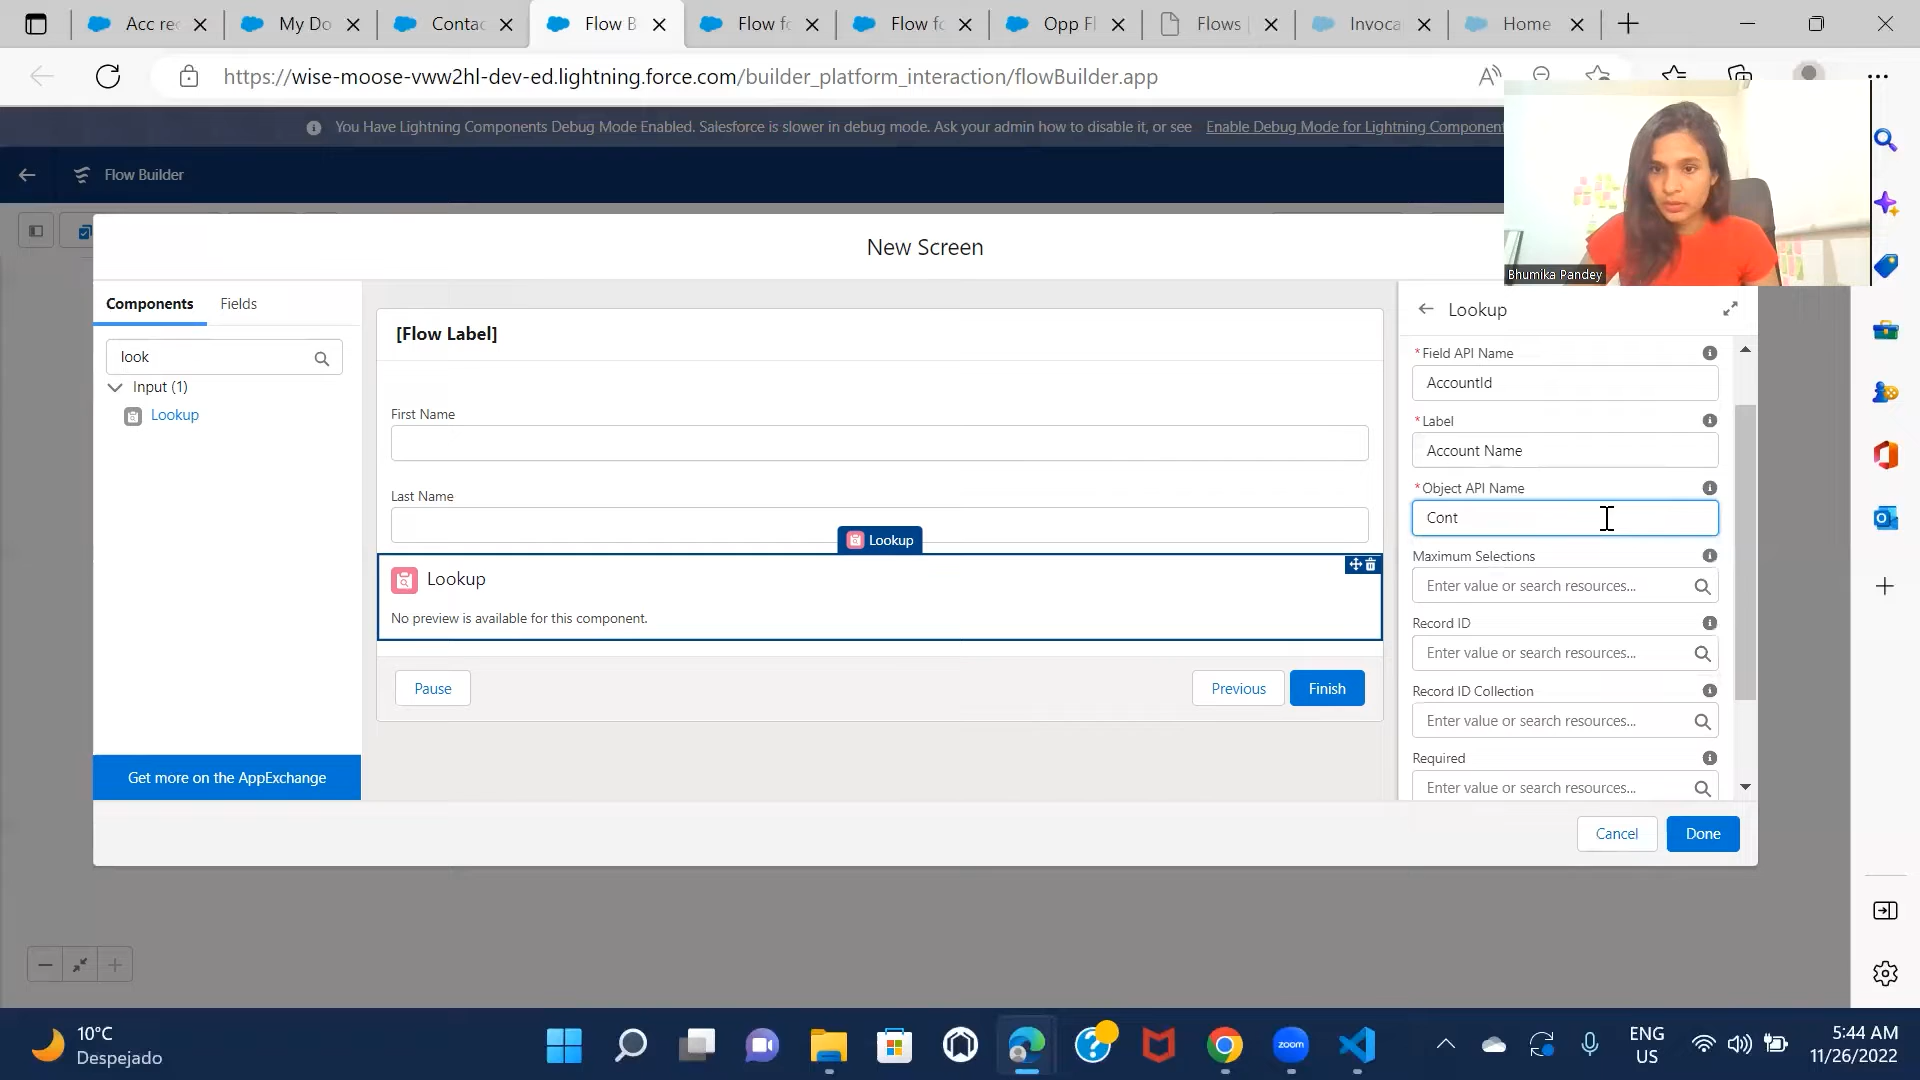 Acc re
My Do
Contac
Flow B
Flow fo
Flow fo
Opp Fl
Flows
Invoca
Home
https://wise-moose-vww2hl-dev-ed.lightning.force.com/builder_platform_interaction/flowBuilder.app
You Have Lightning Components Debug Mode Enabled. Salesforce is slower in debug mode. Ask your admin how to disable it, or see Enable Debug Mode for Lightning Component
Flow Builder
Bhumika Pandey
New Screen
Components
Fields
look
Input (1)
Lookup
Get more on the AppExchange
[Flow Label]
First Name
Last Name
Lookup
Lookup
No preview is available for this component.
Pause
Previous
Finish
Lookup
*Field API Name
AccountId
*Label
Account Name
*Object API Name
Cont
Maximum Selections
Enter value or search resources...
Record ID
Enter value or search resources...
Record ID Collection
Enter value or search resources...
Required
Enter value or search resources...
Cancel
Done
10°C
Despejado
zoom
ENG
US
5:44 AM
11/26/2022